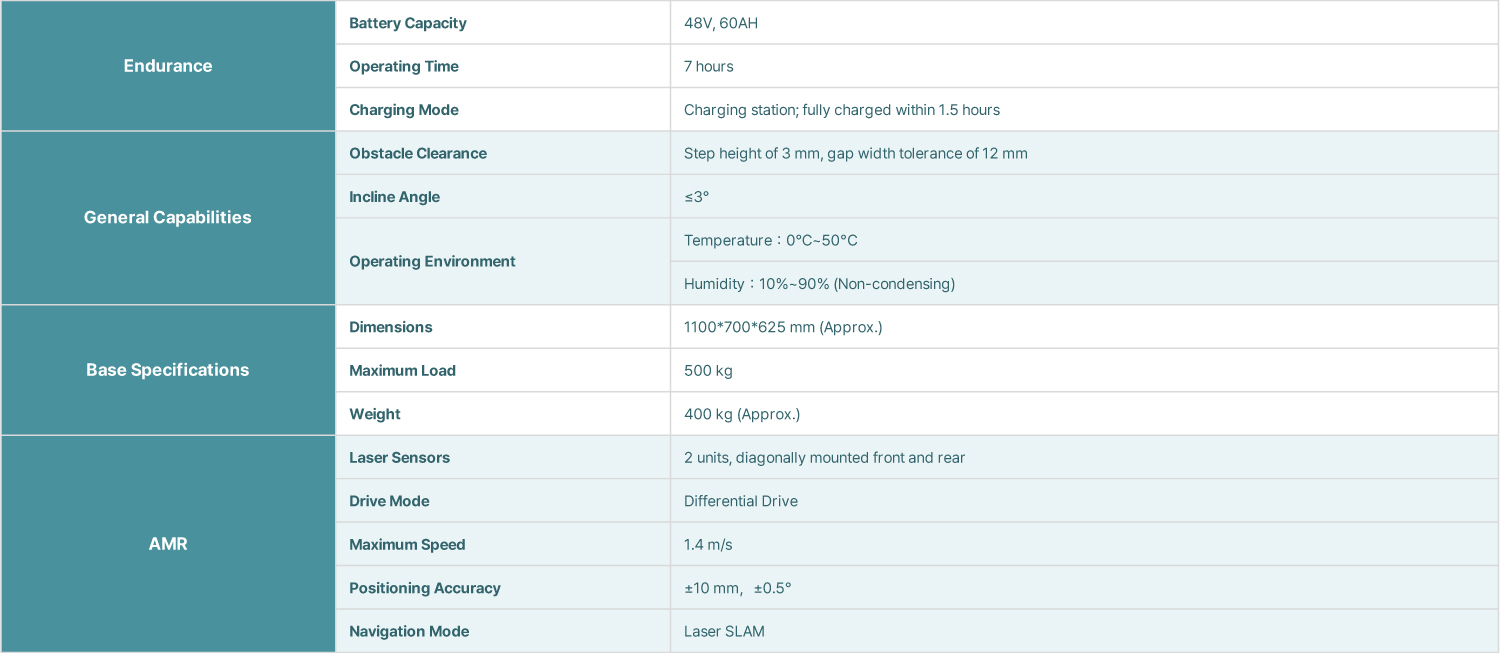 Endurance
Battery Capacity
48V, 60AH
Operating Time
7 hours
Charging Mode
Charging station; fully charged within 1.5 hours
General Capabilities
Obstacle Clearance
Step height of 3 mm, gap width tolerance of 12 mm
Incline Angle
≤3°
Operating Environment
Temperature：0°C~50°C
Humidity：10%~90% (Non-condensing)
Base Specifications
Dimensions
1100*700*625 mm (Approx.)
Maximum Load
500 kg
Weight
400 kg (Approx.)
AMR
Laser Sensors
2 units, diagonally mounted front and rear
Drive Mode
Differential Drive
Maximum Speed
1.4 m/s
Positioning Accuracy
±10 mm，±0.5°
Navigation Mode
Laser SLAM